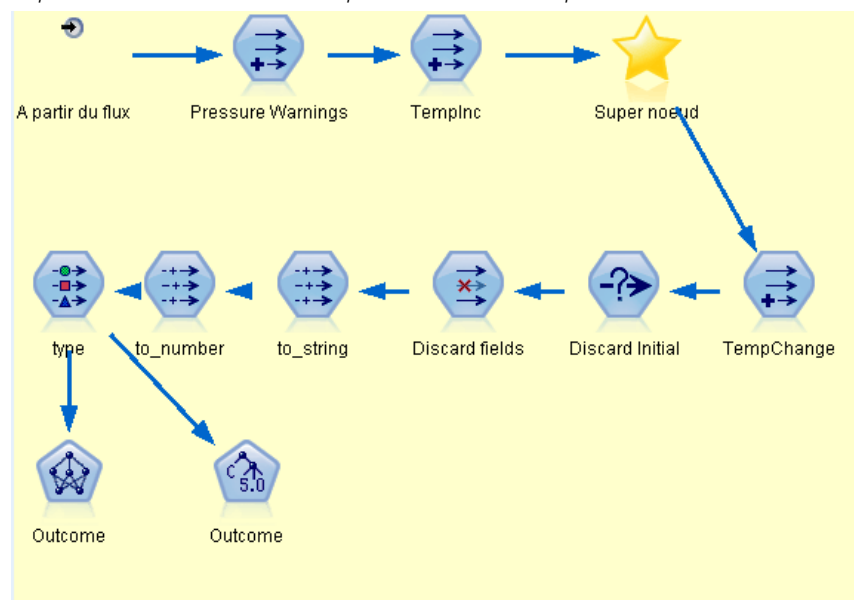 A partir du flux
Pressure Warnings
TempInc
Super noeud
type
to_number
to_string
Discard fields
Discard Initial
TempChange
C 5.0
Outcome
Outcome